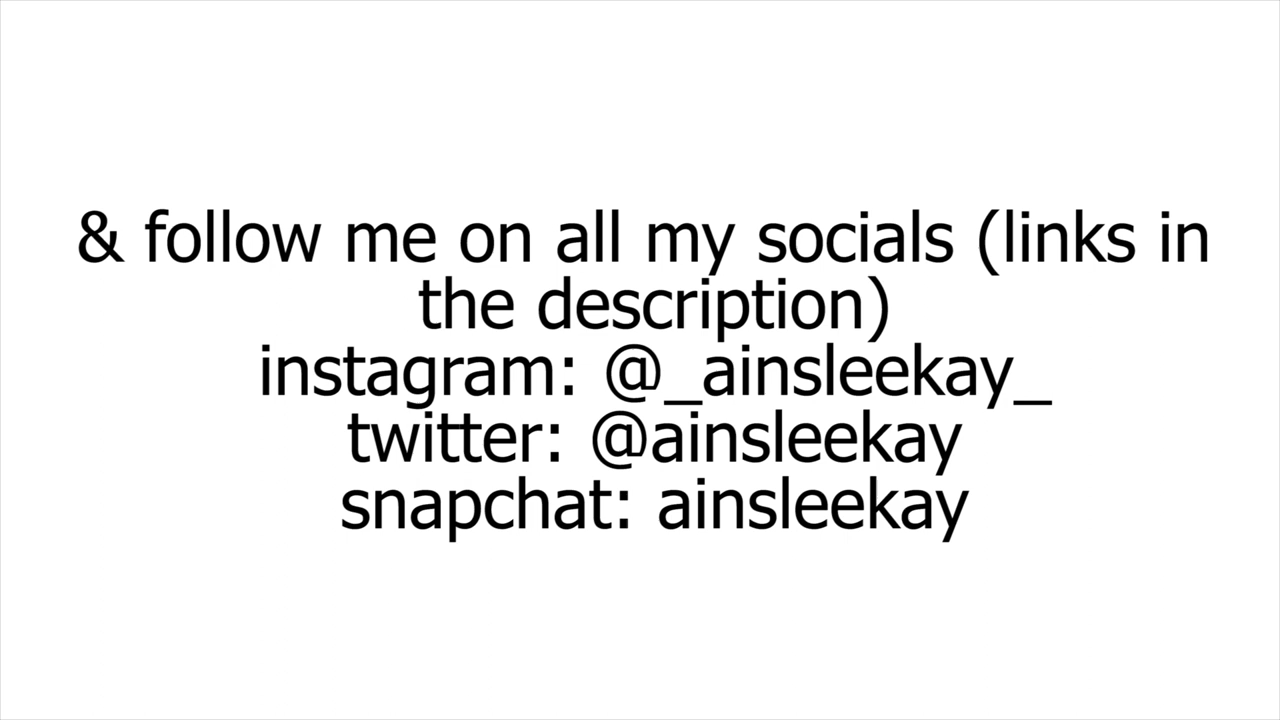 & follow me on all my socials (links in
the description)
instagram: @_ainsleekay_
twitter: @ainsleekay
snapchat: ainsleekay